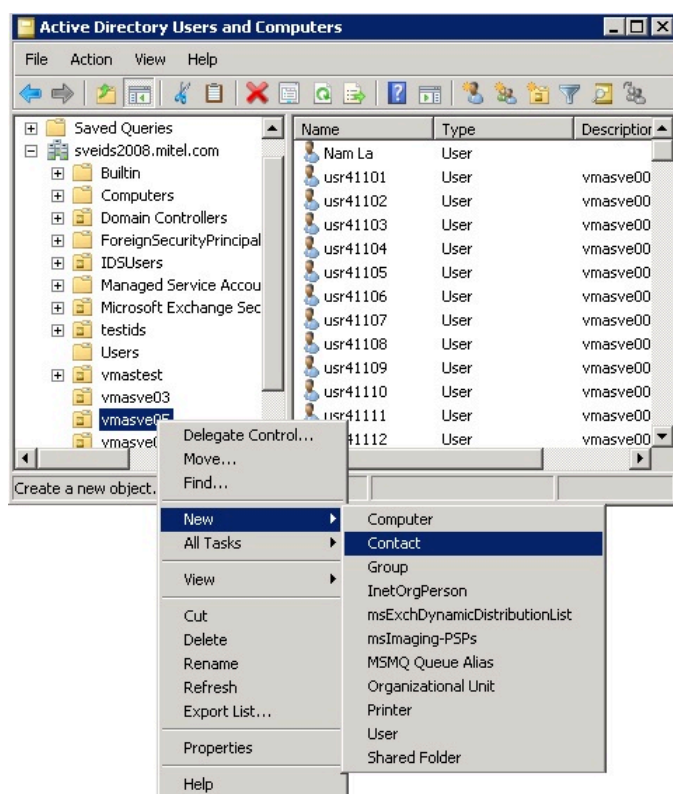 Active Directory Users and Computers
File Action View Help
Saved Queries
sveids2008.mitel.com
Builtin
Computers
Domain Controllers
ForeignSecurityPrincipal
IDSUsers
Managed Service Accou
Microsoft Exchange Sec
testids
Users
vmastest
vmasve03
vmasve05
vmasve0
Name Type Description
Nam La User
usr41101 User vmasve00
usr41102 User vmasve00
usr41103 User vmasve00
usr41104 User vmasve00
usr41105 User vmasve00
usr41106 User vmasve00
usr41107 User vmasve00
usr41108 User vmasve00
usr41109 User vmasve00
usr41110 User vmasve00
usr41111 User vmasve00
41112 User vmasve00
Create a new object.
Delegate Control...
Move...
Find...
New
All Tasks
View
Cut
Delete
Rename
Refresh
Export List...
Properties
Help
Computer
Contact
Group
InetOrgPerson
msExchDynamicDistributionList
msImaging-PSPs
MSMQ Queue Alias
Organizational Unit
Printer
User
Shared Folder